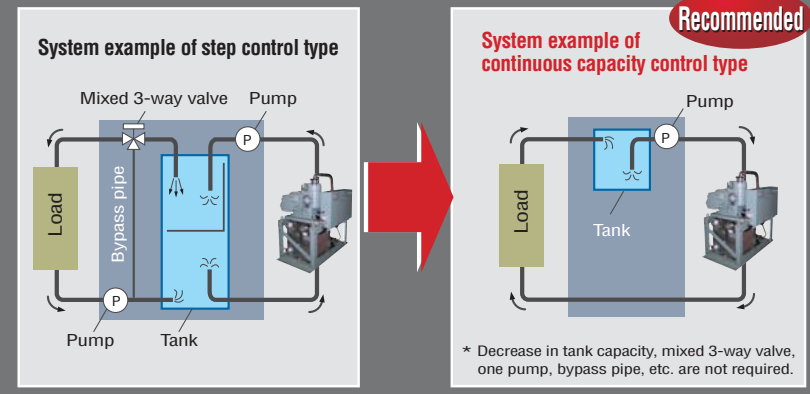 Recommended
System example of step control type
Mixed 3-way valve
Pump
P
Load
Bypass pipe
P
Pump
Tank
System example of
continuous capacity control type
Pump
P
Load
Tank
* Decrease in tank capacity, mixed 3-way valve,
one pump, bypass pipe, etc. are not required.